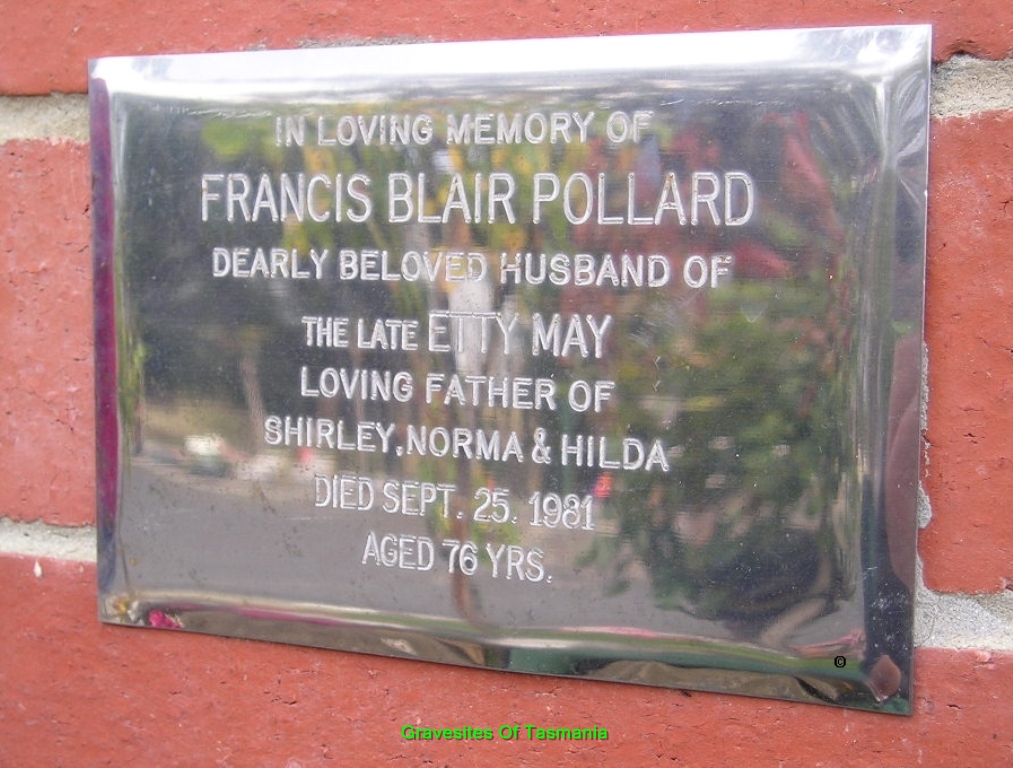 IN LOVING MEMORY OF
FRANCIS BLAIR POLLARD
DEARLY BELOVED HUSBAND OF
THE LATE ETTY MAY
LOVING FATHER OF
SHIRLEY, NORMA & HILDA
DIED SEPT. 25. 1981
AGED 76 YRS.
©
Gravesites Of Tasmania